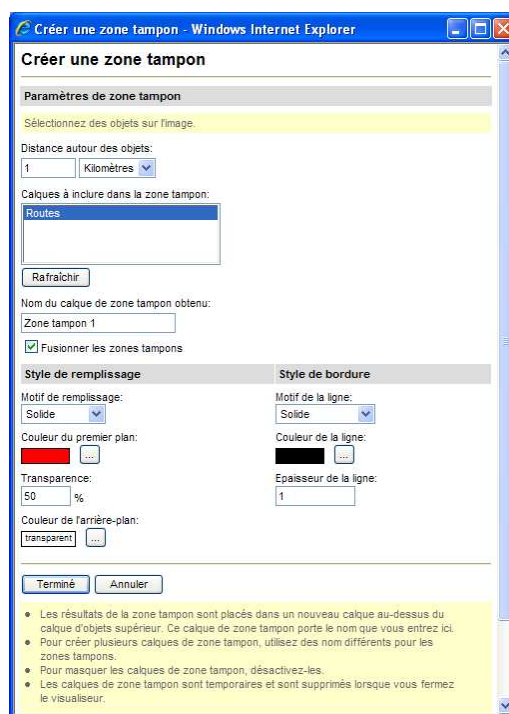 Créer une zone tampon - Windows Internet Explorer
Créer une zone tampon
Paramètres de zone tampon
Sélectionnez des objets sur l'image.
Distance autour des objets:
1 Kilomètres
Calques à inclure dans la zone tampon:
Routes
Rafraîchir
Nom du calque de zone tampon obtenu:
Zone tampon 1
Fusionner les zones tampons
Style de remplissage Style de bordure
Motif de remplissage: Motif de la ligne:
Solide Solide
Couleur du premier plan: Couleur de la ligne:
... ...
Transparence: Epaisseur de la ligne:
50 % 1
Couleur de l'arrière-plan:
transparent ...
Terminé Annuler
Les résultats de la zone tampon sont placés dans un nouveau calque au-dessus du
calque d'objets supérieur. Ce calque de zone tampon porte le nom que vous entrez ici.
Pour créer plusieurs calques de zone tampon, utilisez des nom différents pour les
zones tampons.
Pour masquer les calques de zone tampon, désactivez-les.
Les calques de zone tampon sont temporaires et sont supprimés lorsque vous fermez
le visualiseur.